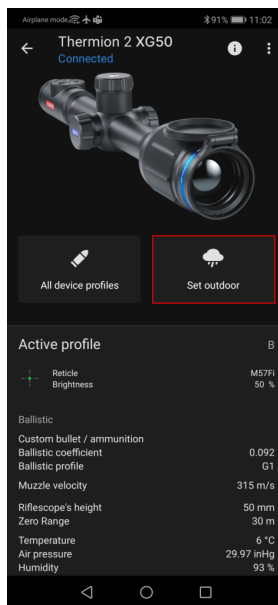 Airplane mode 91% 11:02
Thermion 2 XG50
Connected
All device profiles
Set outdoor
Active profile B
Reticle M57Fi
Brightness 50 %
Ballistic
Custom bullet / ammunition
Ballistic coefficient 0.092
Ballistic profile G1
Muzzle velocity 315 m/s
Riflescope's height 50 mm
Zero Range 30 m
Temperature 6 °C
Air pressure 29.97 inHg
Humidity 93 %